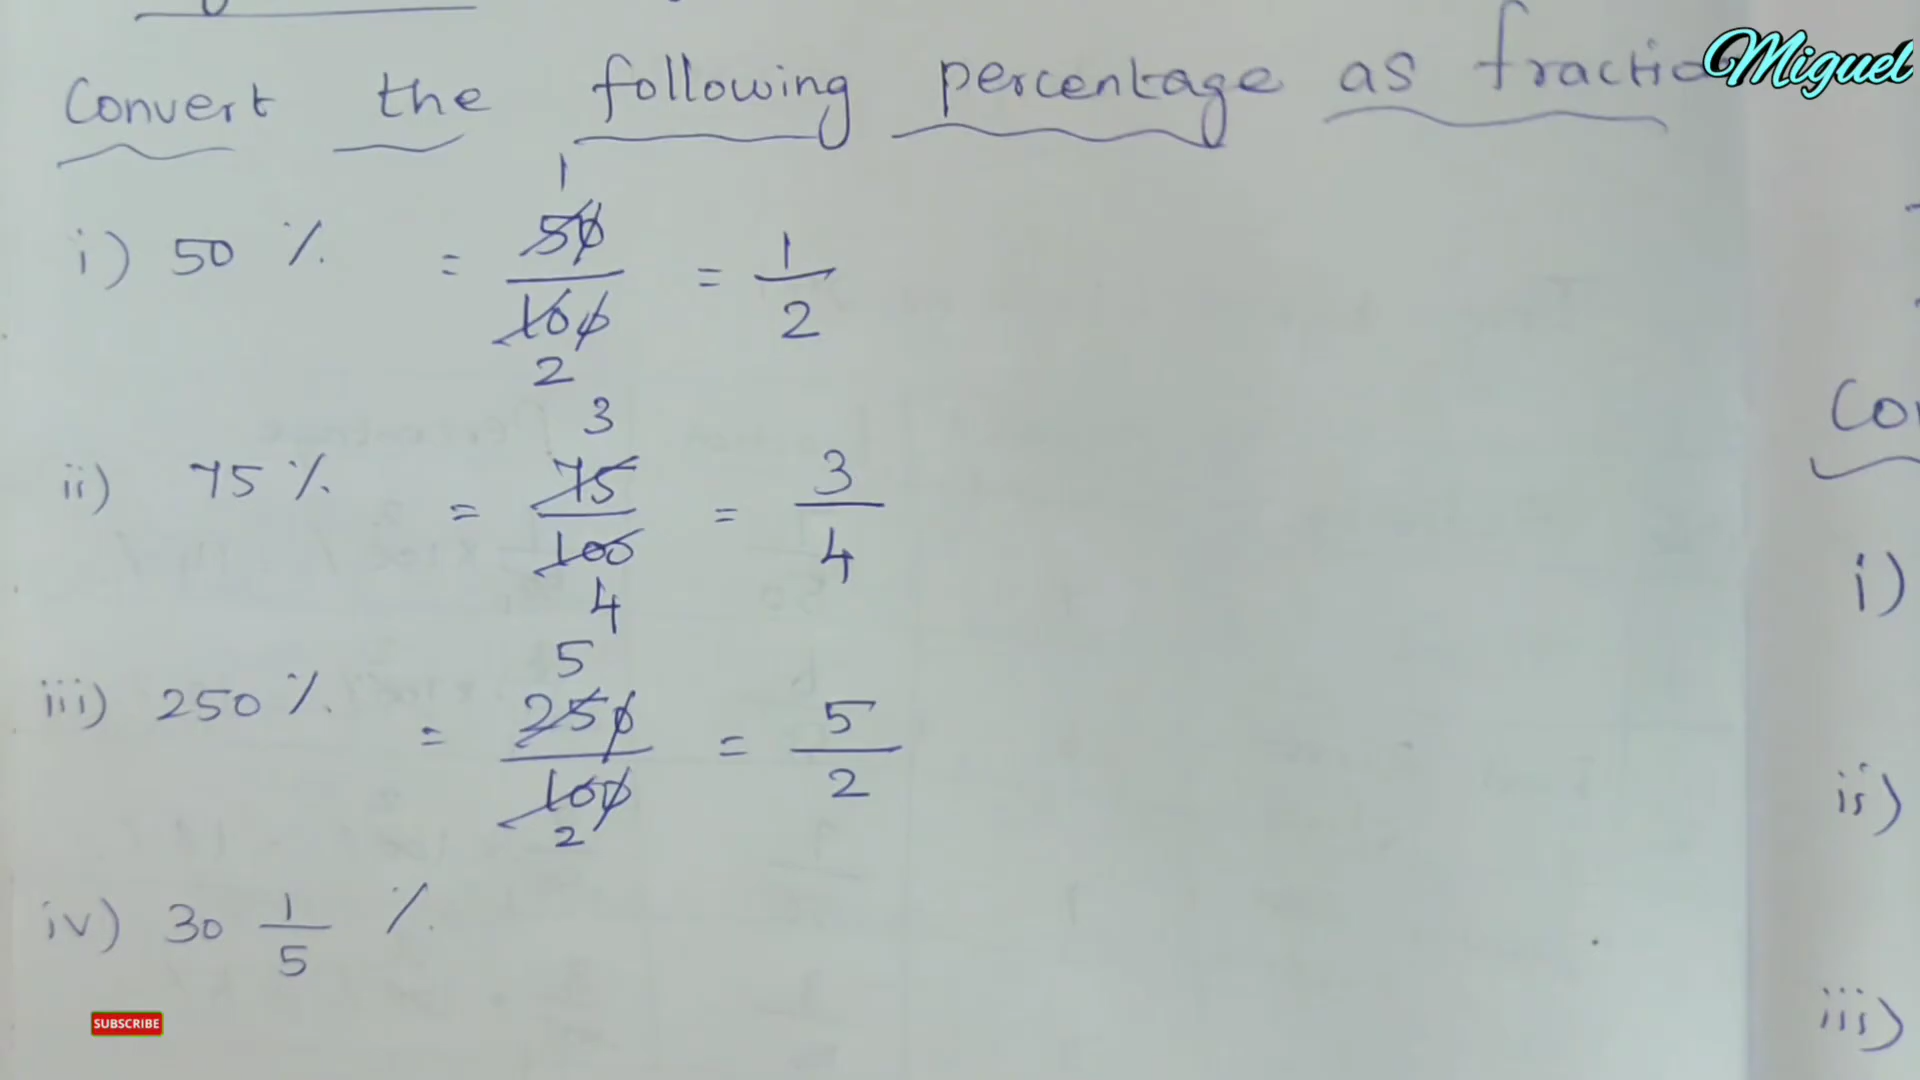 Convert the following percentage as fractio
Miguel
i) 50 % = 50/100 = 1/2
1
2
ii) 75 % = 75/100 = 3/4
3
4
iii) 250 % = 250/100 = 5/2
5
2
iv) 30 1/5 %
SUBSCRIBE
Co
i)
ii)
iii)